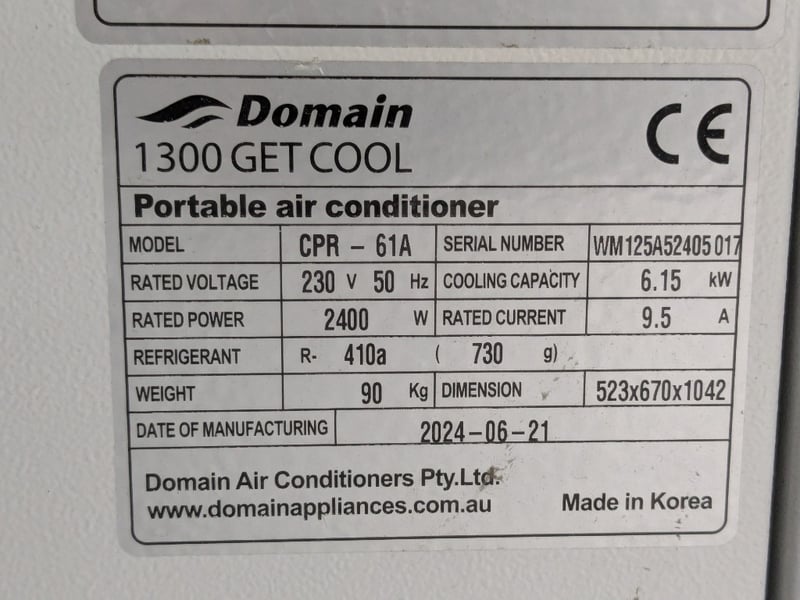 Domain
1300 GET COOL
CE
Portable air conditioner
MODEL CPR - 61A SERIAL NUMBER WM125A52405017
RATED VOLTAGE 230 V 50 Hz COOLING CAPACITY 6.15 kW
RATED POWER 2400 W RATED CURRENT 9.5 A
REFRIGERANT R- 410a ( 730 g)
WEIGHT 90 Kg DIMENSION 523x670x1042
DATE OF MANUFACTURING 2024-06-21
Domain Air Conditioners Pty.Ltd.
www.domainappliances.com.au Made in Korea